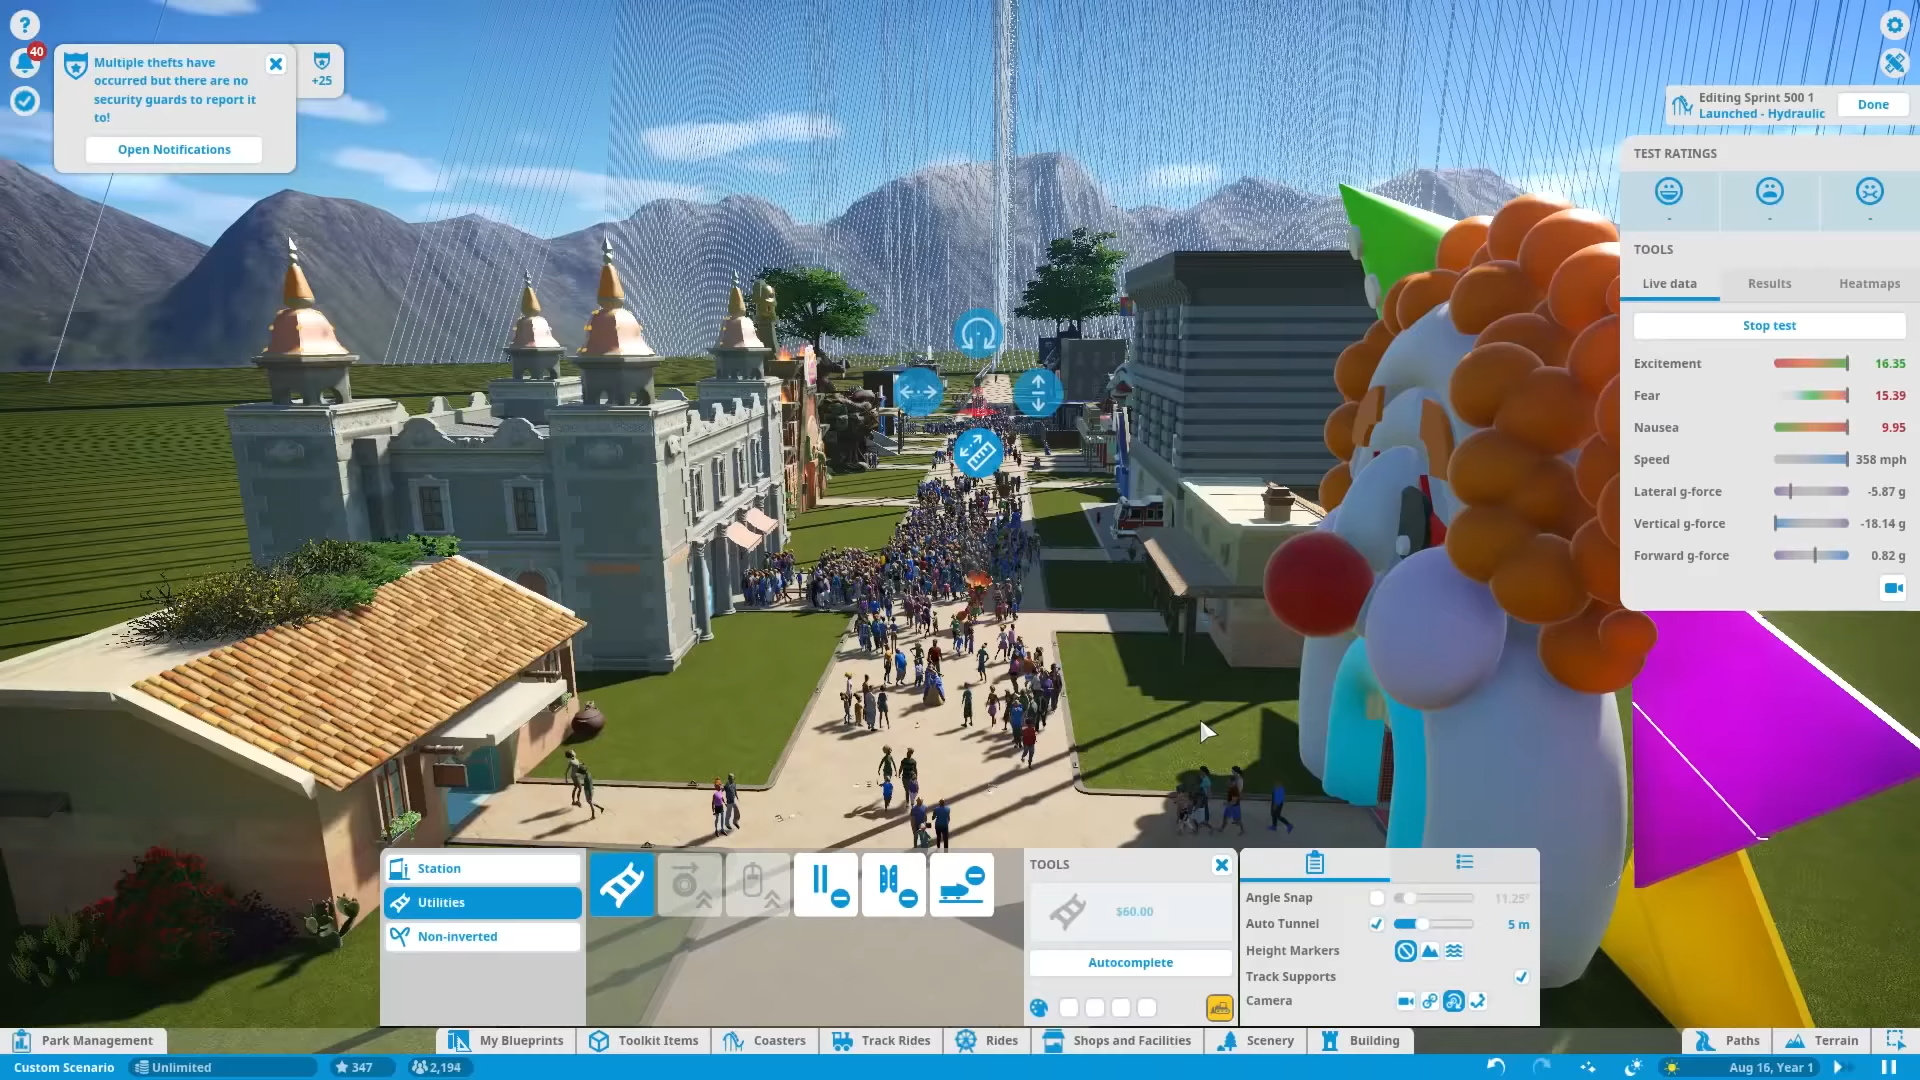 ?
40
Multiple thefts have
occurred but there are no
security guards to report it
to!
+25
Open Notifications
Editing Sprint 500 1
Launched - Hydraulic
Done
TEST RATINGS
-
-
-
TOOLS
Live data
Results
Heatmaps
Stop test
Excitement
16.35
Fear
15.39
Nausea
9.95
Speed
358 mph
Lateral g-force
-5.87 g
Vertical g-force
-18.14 g
Forward g-force
0.82 g
Station
Utilities
Non-inverted
TOOLS
$60.00
Autocomplete
Angle Snap
11.25°
Auto Tunnel
5 m
Height Markers
Track Supports
Camera
Park Management
My Blueprints
Toolkit Items
Coasters
Track Rides
Rides
Shops and Facilities
Scenery
Building
Paths
Terrain
Custom Scenario
Unlimited
347
2,194
Aug 16, Year 1